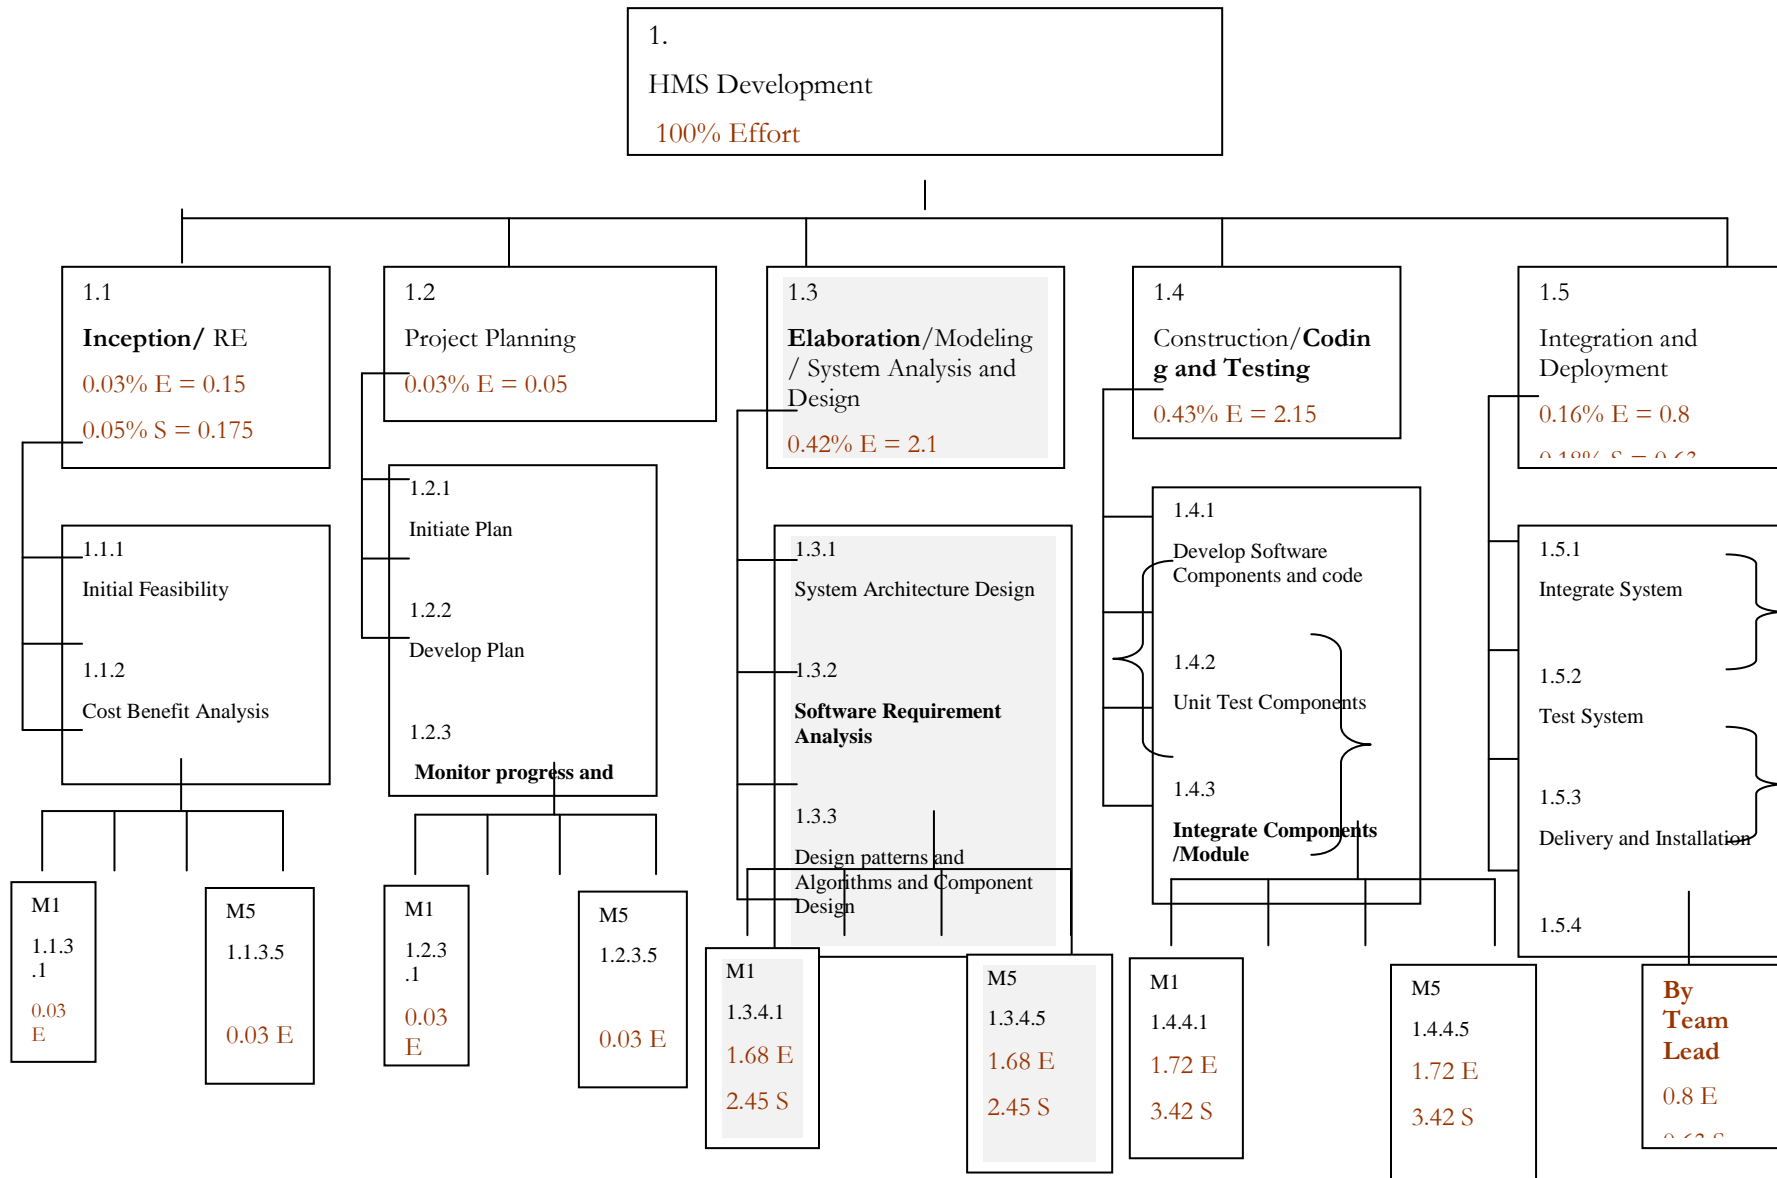 1.
HMS Development
100% Effort
1.1
Inception/ RE
0.03% E = 0.15
0.05% S = 0.175
1.2
Project Planning
0.03% E = 0.05
1.3
Elaboration/Modeling
/ System Analysis and
Design
0.42% E = 2.1
1.4
Construction/Codin
g and Testing
0.43% E = 2.15
1.5
Integration and
Deployment
0.16% E = 0.8
0.18% S = 0.63
1.1.1
Initial Feasibility
1.1.2
Cost Benefit Analysis
1.2.1
Initiate Plan
1.2.2
Develop Plan
1.2.3
Monitor progress and
1.3.1
System Architecture Design
1.3.2
Software Requirement
Analysis
1.3.3
Design patterns and
Algorithms and Component
Design
1.4.1
Develop Software
Components and code
1.4.2
Unit Test Components
1.4.3
Integrate Components
/Module
1.5.1
Integrate System
1.5.2
Test System
1.5.3
Delivery and Installation
1.5.4
M1
1.1.3
.1
0.03
E
M5
1.1.3.5
0.03 E
M1
1.2.3
.1
0.03
E
M5
1.2.3.5
0.03 E
M1
1.3.4.1
1.68 E
2.45 S
M5
1.3.4.5
1.68 E
2.45 S
M1
1.4.4.1
1.72 E
3.42 S
M5
1.4.4.5
1.72 E
3.42 S
By
Team
Lead
0.8 E
0.63 S